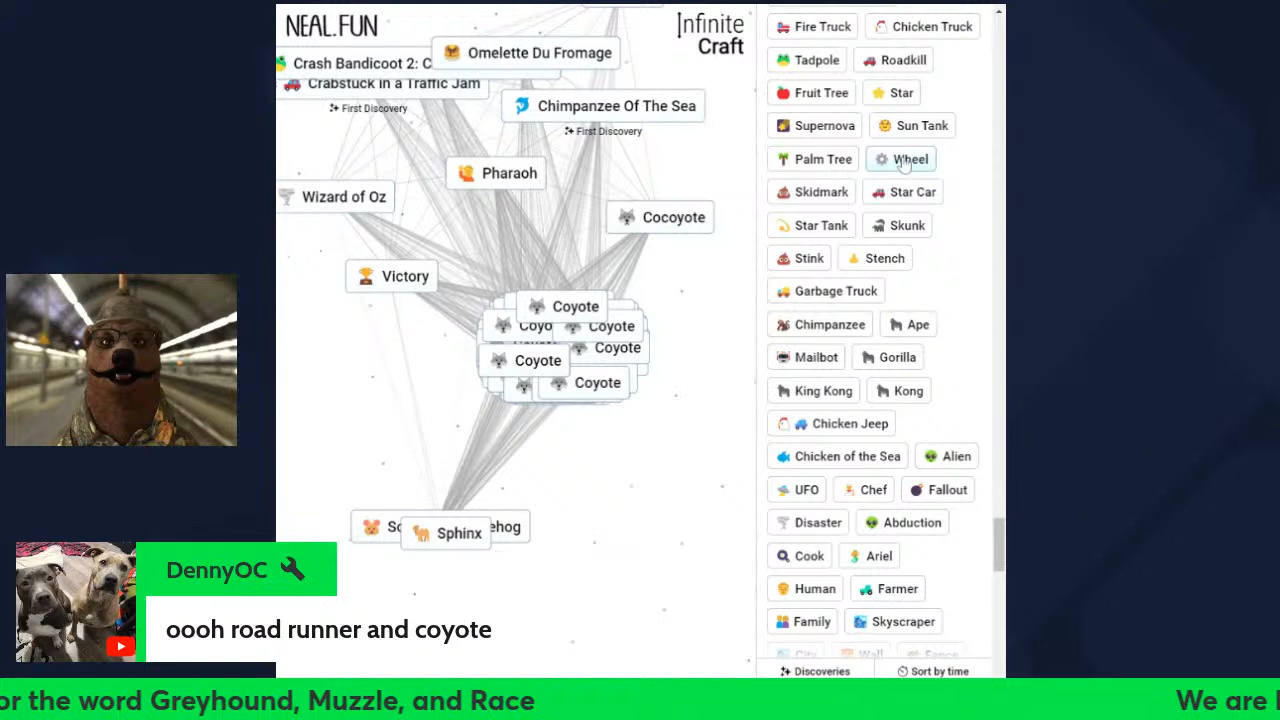 NEAL.FUN
Infinite
Craft
Crash Bandicoot 2: C
Omelette Du Fromage
Crabstuck in a Traffic Jam
First Discovery
Chimpanzee Of The Sea
First Discovery
Pharaoh
Wizard of Oz
Cocoyote
Victory
Coyote
Coyo
Coyote
Coyote
Coyote
Coyote
Sphinx
ehog
Fire Truck
Chicken Truck
Tadpole
Roadkill
Fruit Tree
Star
Supernova
Sun Tank
Palm Tree
Wheel
Skidmark
Star Car
Star Tank
Skunk
Stink
Stench
Garbage Truck
Chimpanzee
Ape
Mailbot
Gorilla
King Kong
Kong
Chicken Jeep
Chicken of the Sea
Alien
UFO
Chef
Fallout
Disaster
Abduction
Cook
Ariel
Human
Farmer
Family
Skyscraper
City
Wall
Fence
Discoveries
Sort by time
DennyOC
oooh road runner and coyote
or the word Greyhound, Muzzle, and Race
We are